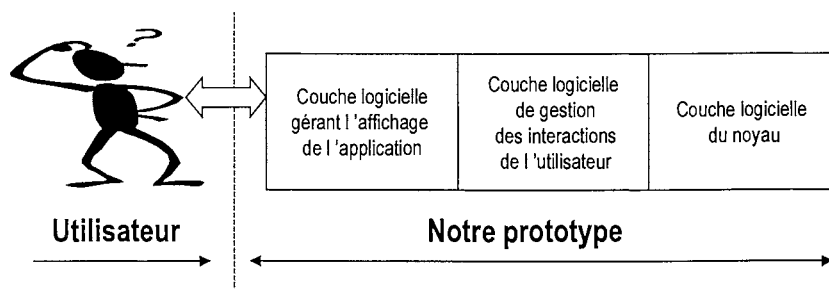 ?
Couche logicielle
gérant l 'affichage
de l 'application
Couche logicielle
de gestion
des interactions
de l 'utilisateur
Couche logicielle
du noyau
Utilisateur
Notre prototype